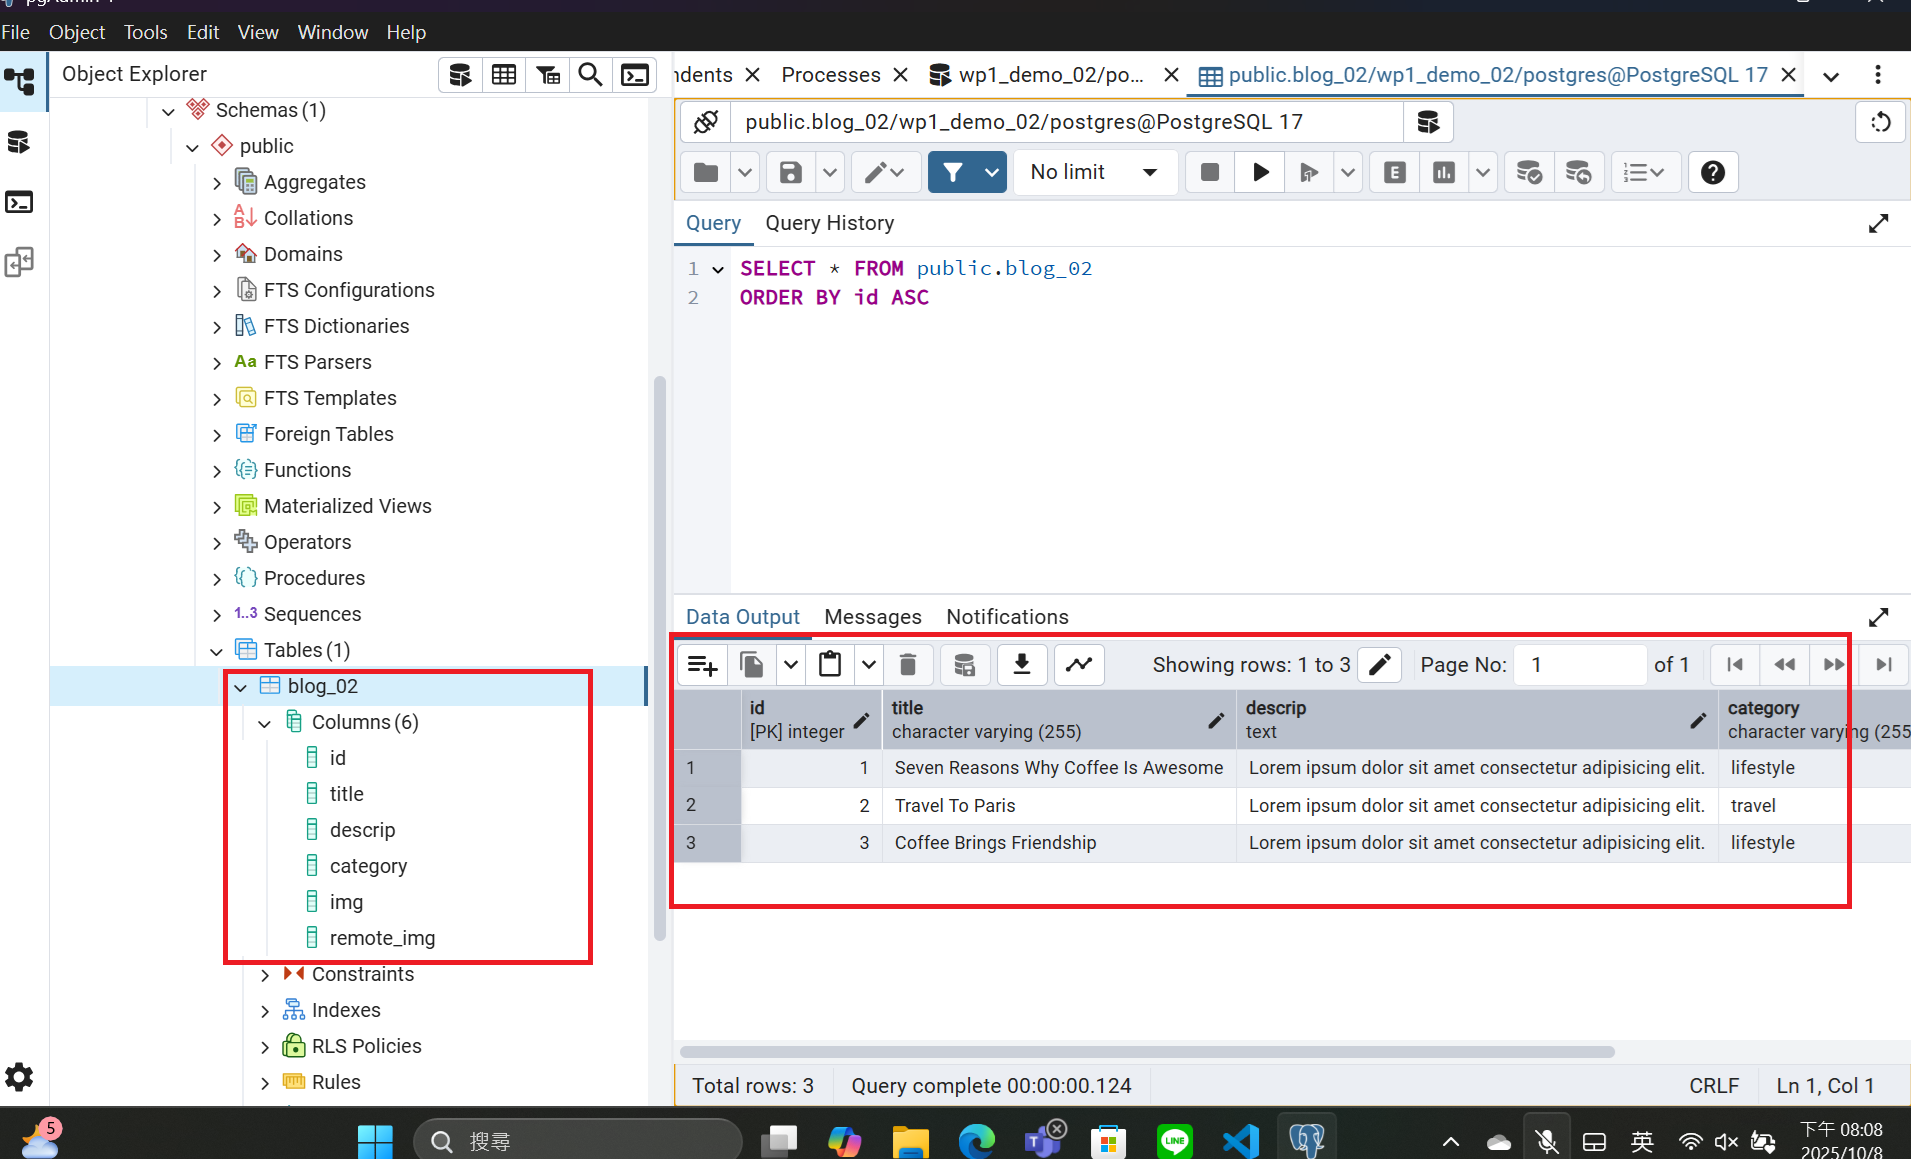 File Object Tools Edit View Window Help
Object Explorer
Schemas (1)
public
Aggregates
Collations
Domains
FTS Configurations
FTS Dictionaries
Aa FTS Parsers
FTS Templates
Foreign Tables
Functions
Materialized Views
Operators
Procedures
1..3 Sequences
Tables (1)
blog_02
Columns (6)
id
title
descrip
category
img
remote_img
Constraints
Indexes
RLS Policies
Rules
ndents Processes wp1_demo_02/po... public.blog_02/wp1_demo_02/postgres@PostgreSQL 17
public.blog_02/wp1_demo_02/postgres@PostgreSQL 17
No limit E
Query Query History
1 SELECT * FROM public.blog_02
2 ORDER BY id ASC
Data Output Messages Notifications
Showing rows: 1 to 3 Page No: 1 of 1
id title descrip category
[PK] integer character varying (255) text character varying (255
1 1 Seven Reasons Why Coffee Is Awesome Lorem ipsum dolor sit amet consectetur adipisicing elit. lifestyle
2 2 Travel To Paris Lorem ipsum dolor sit amet consectetur adipisicing elit. travel
3 3 Coffee Brings Friendship Lorem ipsum dolor sit amet consectetur adipisicing elit. lifestyle
Total rows: 3 Query complete 00:00:00.124 CRLF Ln 1, Col 1
5 搜尋 LINE 英 下午 08:08
2025/10/8